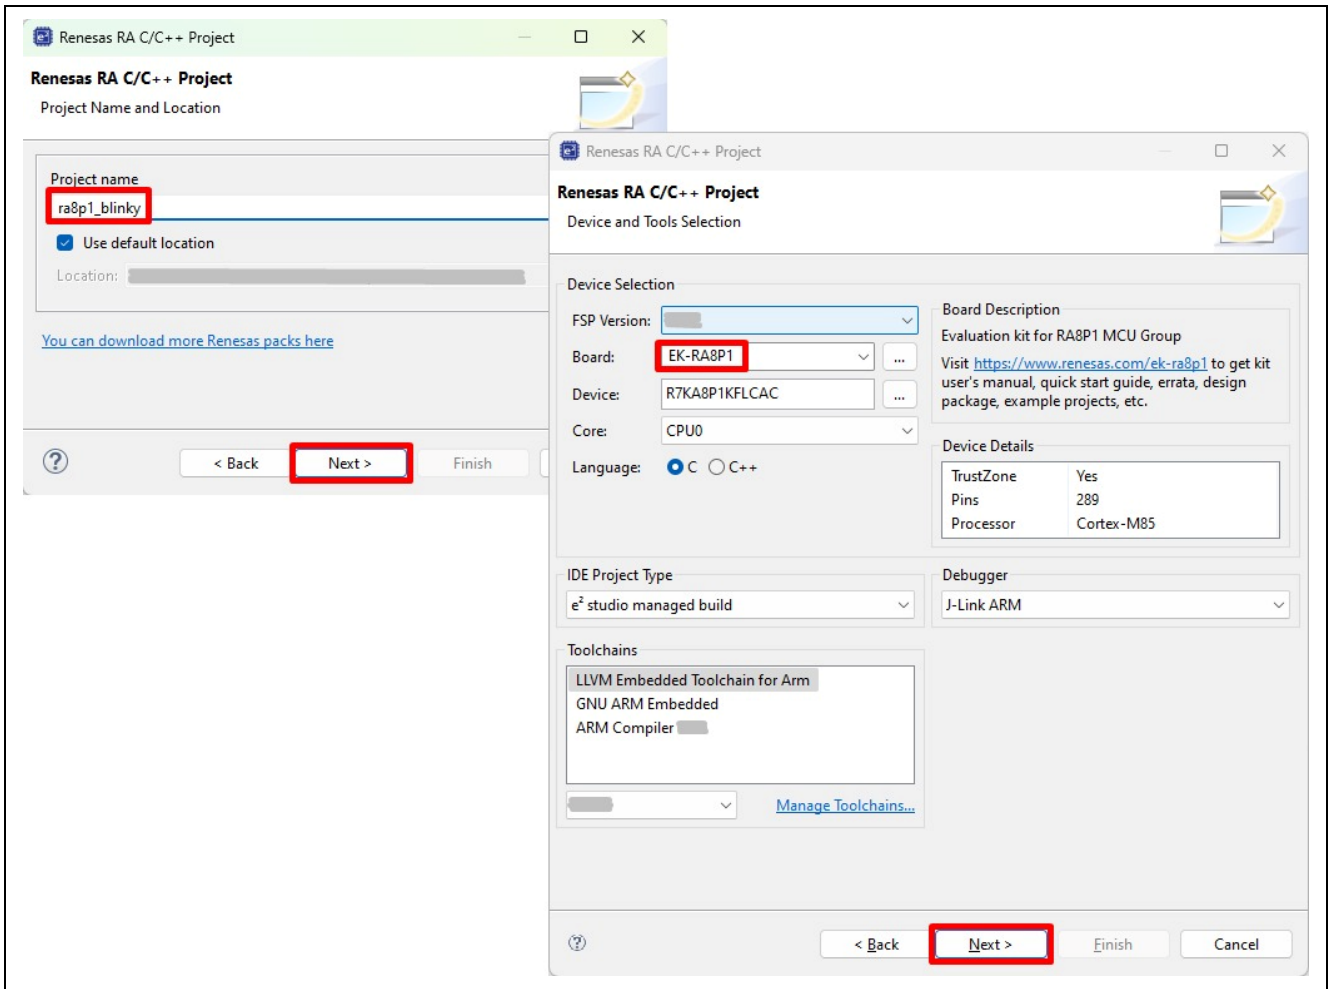 Renesas RA C/C++ Project
Renesas RA C/C++ Project
Project Name and Location
Project name
ra8p1_blinky
Use default location
Location:
You can download more Renesas packs here
< Back
Next >
Finish
Renesas RA C/C++ Project
Renesas RA C/C++ Project
Device and Tools Selection
Device Selection
FSP Version:
Board: EK-RA8P1 ...
Device: R7KA8P1KFLCAC ...
Core: CPU0
Language: C C++
Board Description
Evaluation kit for RA8P1 MCU Group
Visit https://www.renesas.com/ek-ra8p1 to get kit
user's manual, quick start guide, errata, design
package, example projects, etc.
Device Details
TrustZone Yes
Pins 289
Processor Cortex-M85
IDE Project Type
e² studio managed build
Debugger
J-Link ARM
Toolchains
LLVM Embedded Toolchain for Arm
GNU ARM Embedded
ARM Compiler
Manage Toolchains...
< Back
Next >
Finish
Cancel